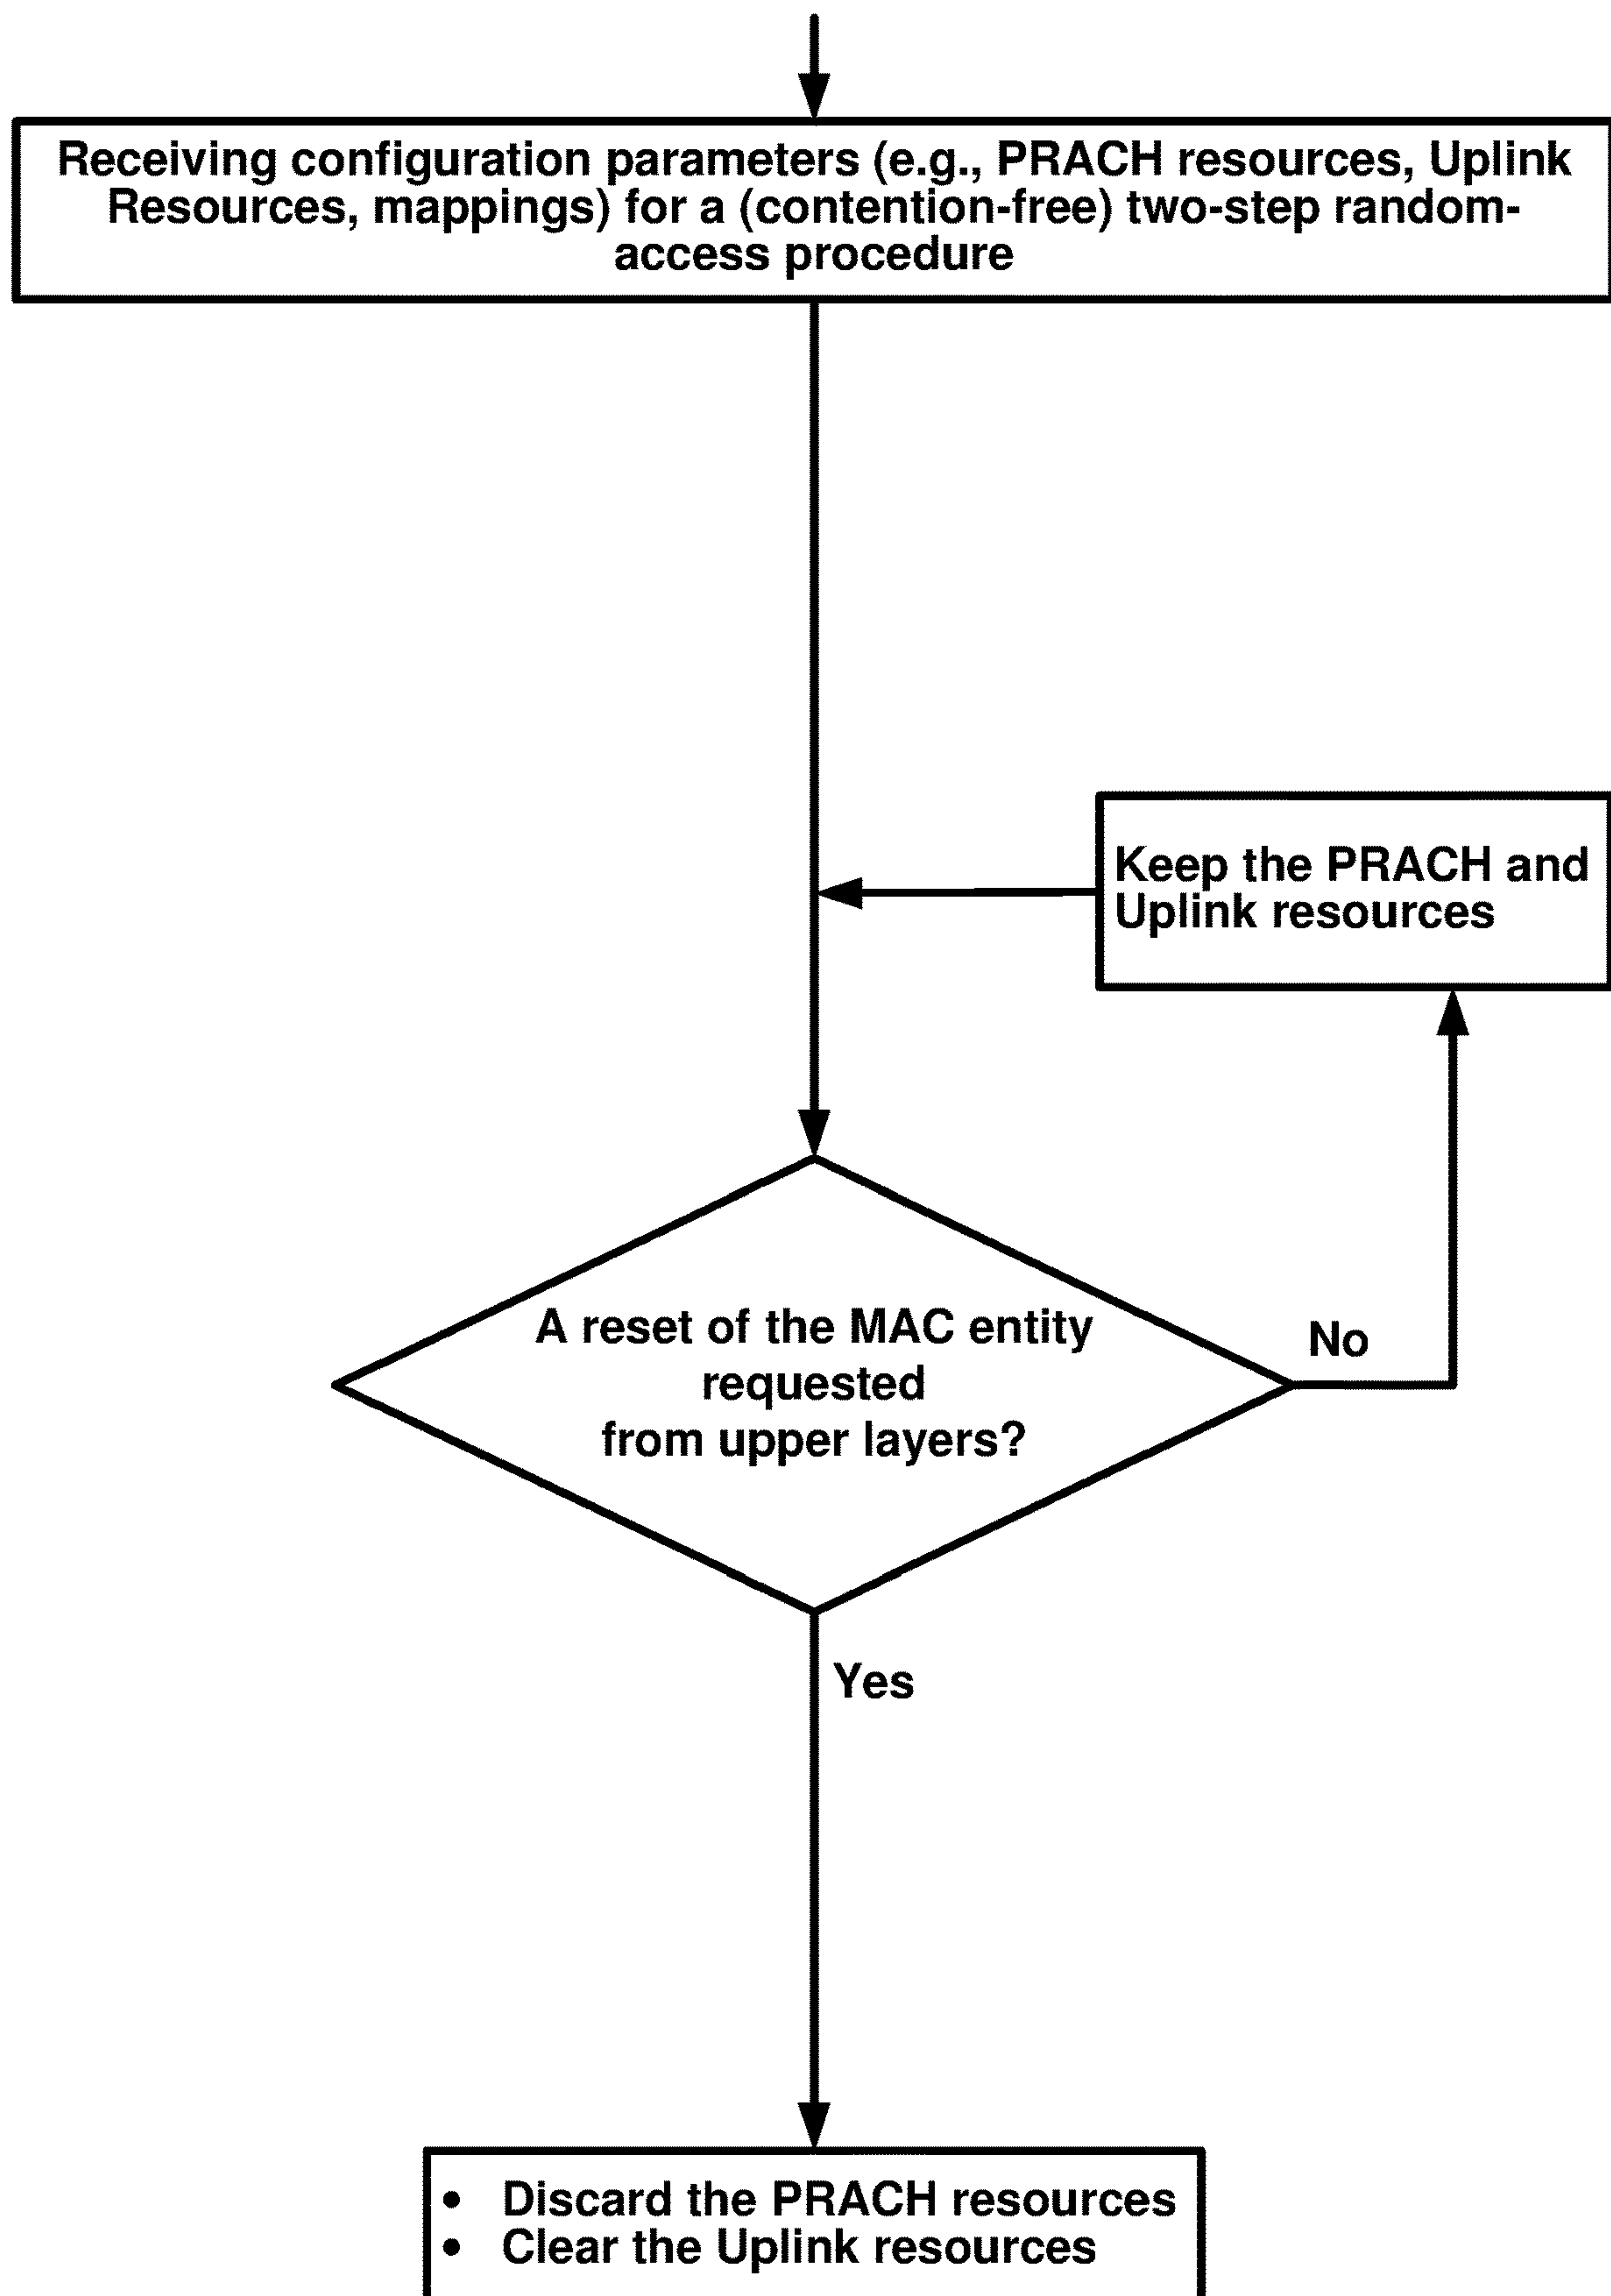 Receiving configuration parameters (e.g., PRACH resources, Uplink
Resources, mappings) for a (contention-free) two-step random-
access procedure
Keep the PRACH and
Uplink resources
A reset of the MAC entity
requested
from upper layers?
No
Yes
• Discard the PRACH resources
• Clear the Uplink resources